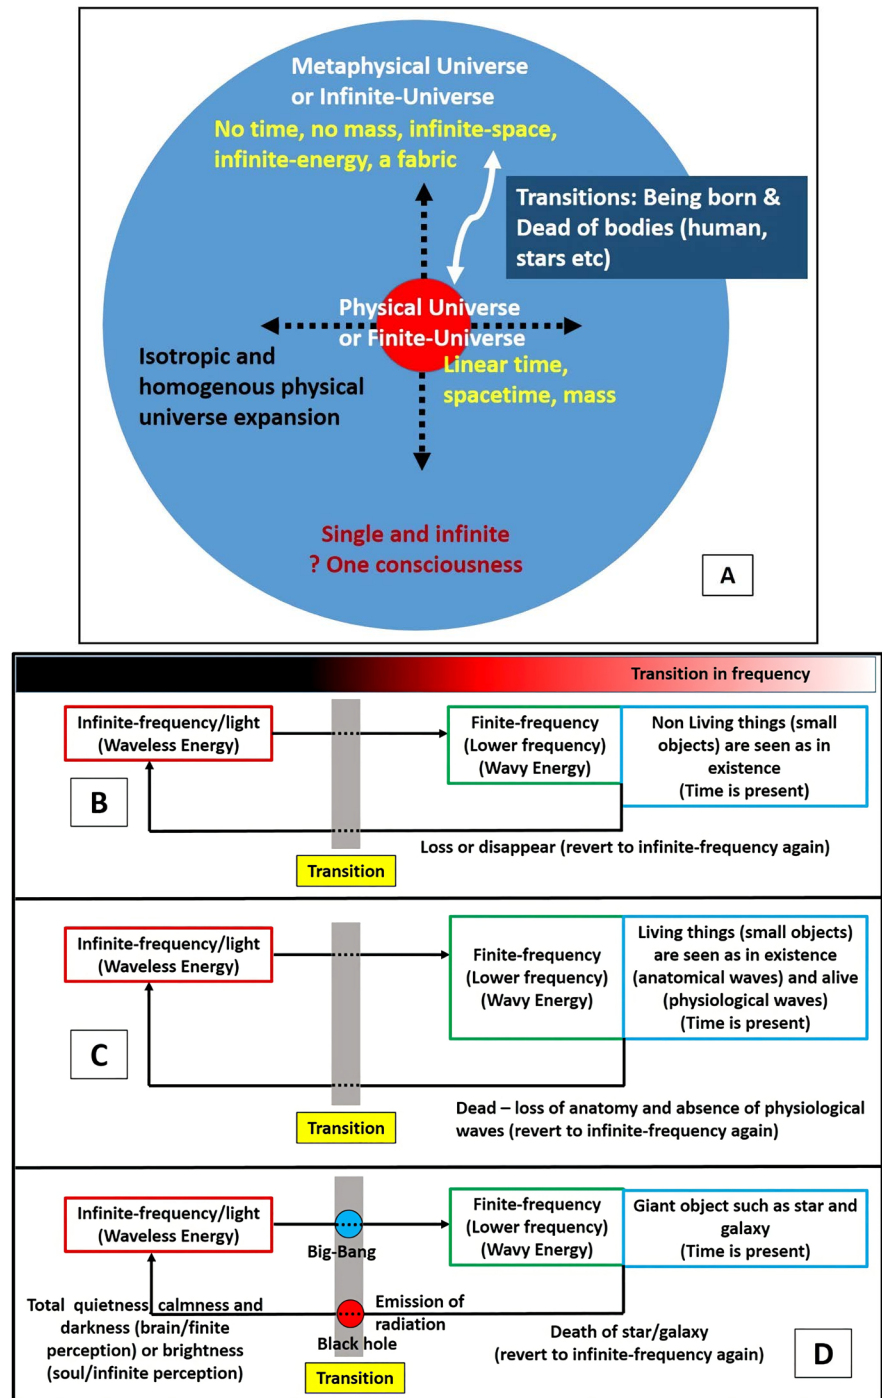 Metaphysical Universe
or Infinite-Universe
No time, no mass, infinite-space,
infinite-energy, a fabric
Transitions: Being born &
Dead of bodies (human,
stars etc)
Physical Universe
or Finite-Universe
Linear time,
spacetime, mass
Isotropic and
homogenous physical
universe expansion
Single and infinite
? One consciousness
A
Transition in frequency
Infinite-frequency/light
(Waveless Energy)
Finite-frequency
(Lower frequency)
(Wavy Energy)
Non Living things (small
objects) are seen as in
existence
(Time is present)
B
Loss or disappear (revert to infinite-frequency again)
Transition
Infinite-frequency/light
(Waveless Energy)
Finite-frequency
(Lower frequency)
(Wavy Energy)
Living things (small objects)
are seen as in existence
(anatomical waves) and alive
(physiological waves)
(Time is present)
C
Dead – loss of anatomy and absence of physiological
waves (revert to infinite-frequency again)
Transition
Infinite-frequency/light
(Waveless Energy)
Big-Bang
Finite-frequency
(Lower frequency)
(Wavy Energy)
Giant object such as star and
galaxy
(Time is present)
Total quietness, calmness and
darkness (brain/finite
perception) or brightness
(soul/infinite perception)
Emission of
radiation
Black hole
Transition
Death of star/galaxy
(revert to infinite-frequency again)
D